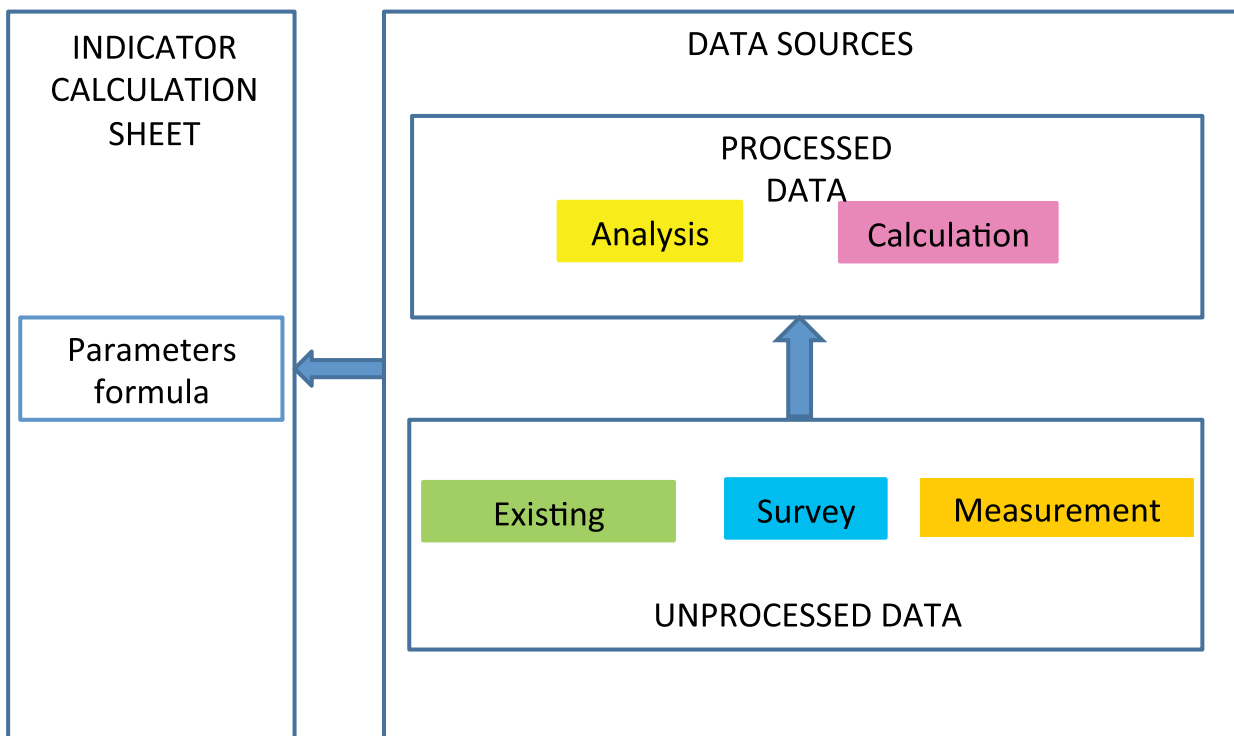 INDICATOR
CALCULATION
SHEET
Parameters
formula
DATA SOURCES
PROCESSED
DATA
Analysis
Calculation
Existing
Survey
Measurement
UNPROCESSED DATA